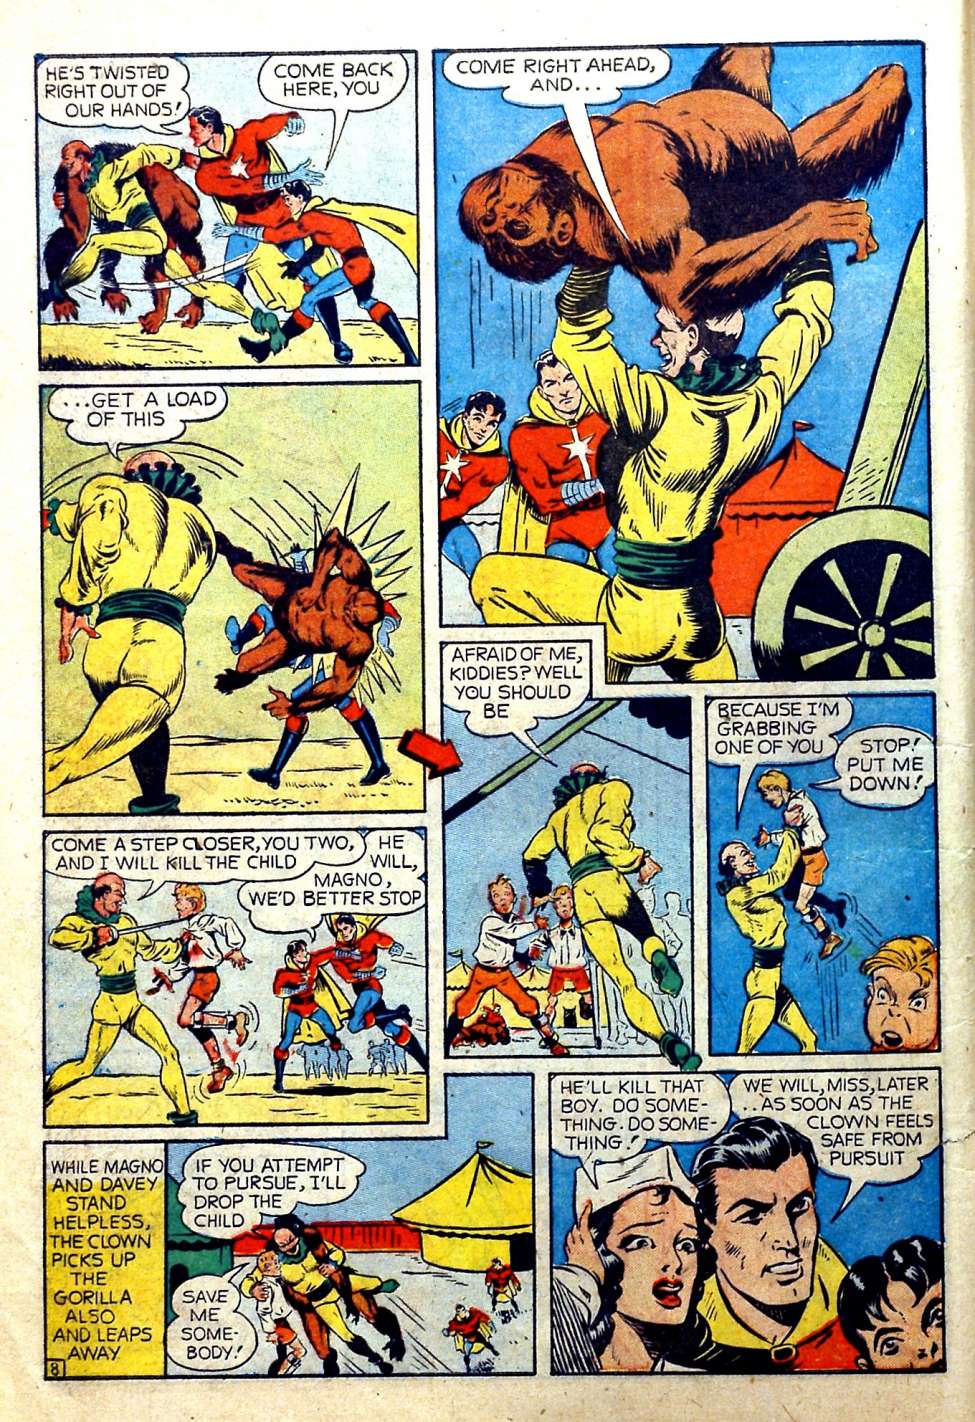 HE'S TWISTED
RIGHT OUT OF
OUR HANDS!
COME BACK
HERE, YOU
COME RIGHT AHEAD,
AND...
...GET A LOAD
OF THIS
AFRAID OF ME,
KIDDIES? WELL
YOU SHOULD
BE
BECAUSE I'M
GRABBING
ONE OF YOU
STOP!
PUT ME
DOWN!
COME A STEP CLOSER, YOU TWO,
AND I WILL KILL THE CHILD
HE
WILL,
MAGNO,
WE'D BETTER STOP
WHILE MAGNO
AND DAVEY
STAND
HELPLESS,
THE CLOWN
PICKS UP
THE
GORILLA
ALSO
AND LEAPS
AWAY
8
IF YOU ATTEMPT
TO PURSUE, I'LL
DROP THE
CHILD
SAVE
ME
SOME-
BODY!
HE'LL KILL THAT
BOY. DO SOME-
THING. DO SOME-
THING!
WE WILL, MISS, LATER
...AS SOON AS THE
CLOWN FEELS
SAFE FROM
PURSUIT